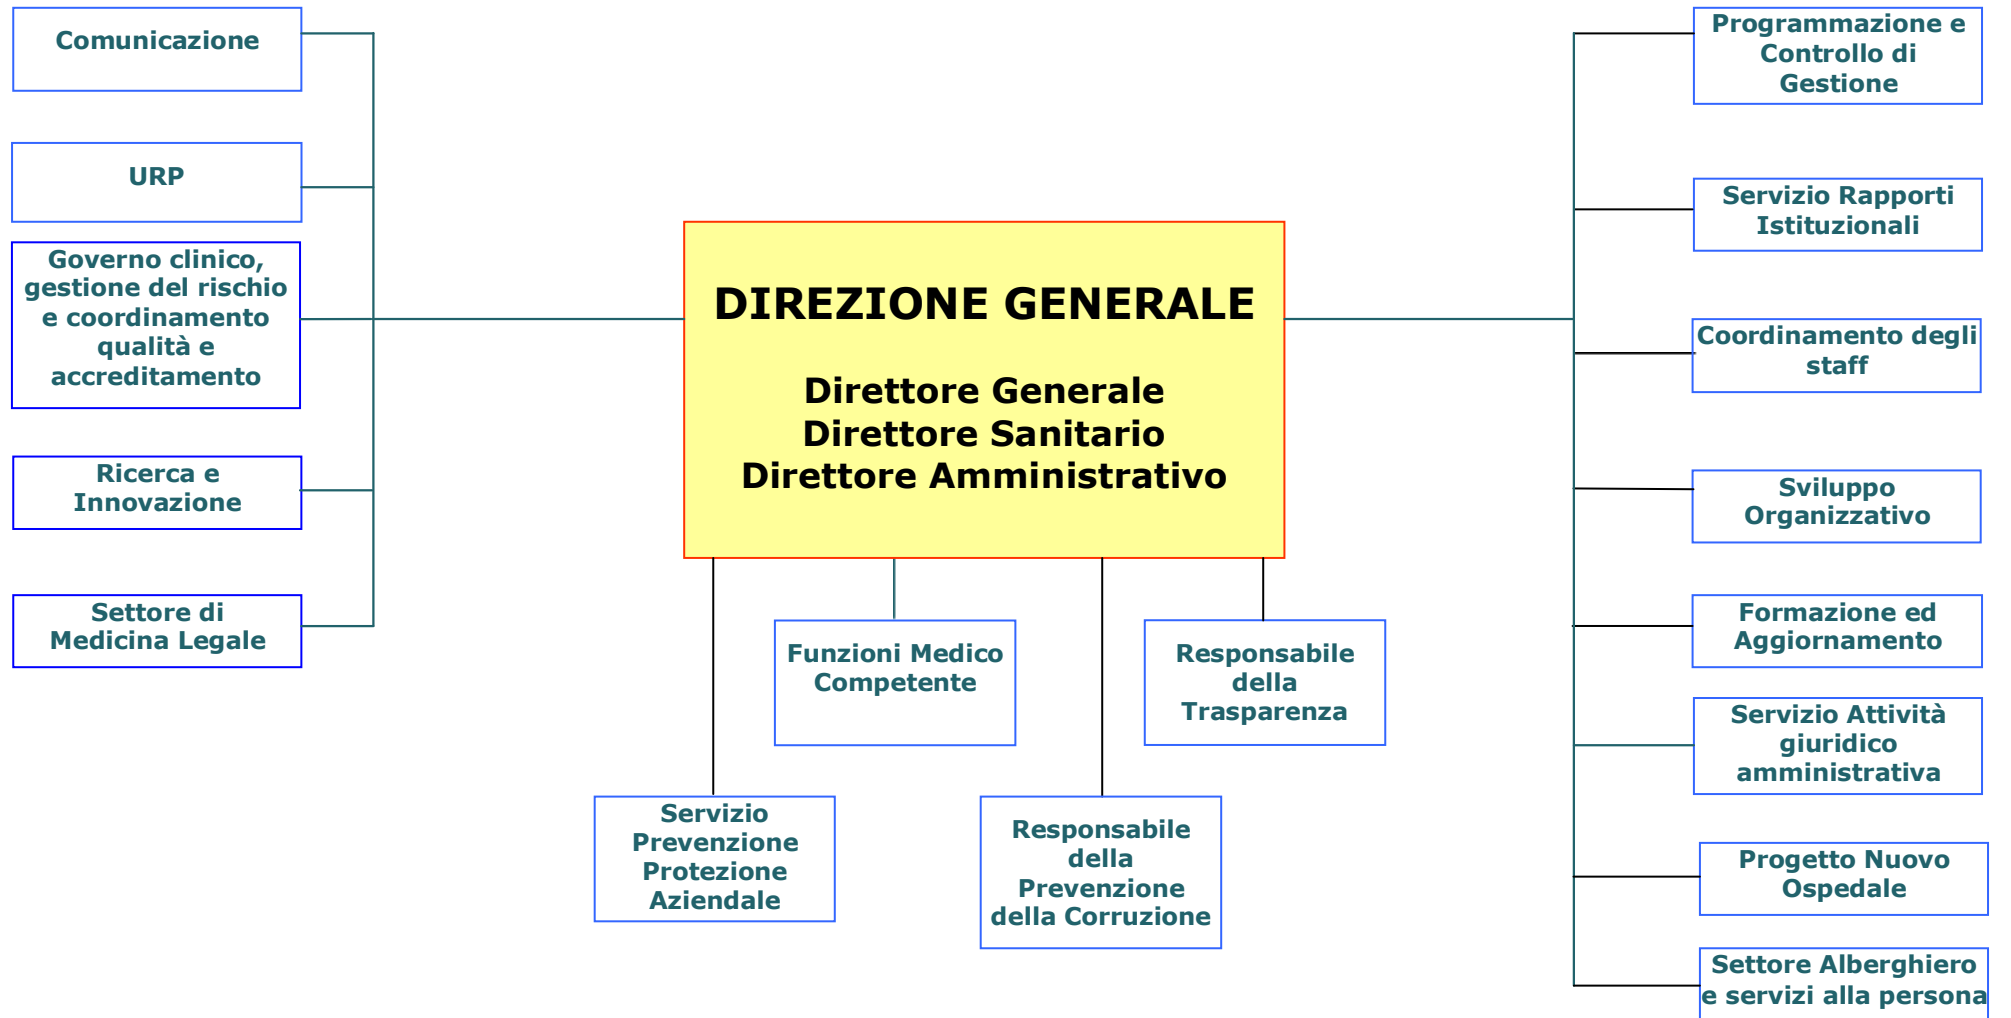 Comunicazione
URP
Governo clinico,
gestione del rischio
e coordinamento
qualità e
accreditamento
Ricerca e
Innovazione
Settore di
Medicina Legale
DIREZIONE GENERALE
Direttore Generale
Direttore Sanitario
Direttore Amministrativo
Funzioni Medico
Competente
Responsabile
della
Trasparenza
Servizio
Prevenzione
Protezione
Aziendale
Responsabile
della
Prevenzione
della Corruzione
Programmazione e
Controllo di
Gestione
Servizio Rapporti
Istituzionali
Coordinamento degli
staff
Sviluppo
Organizzativo
Formazione ed
Aggiornamento
Servizio Attività
giuridico
amministrativa
Progetto Nuovo
Ospedale
Settore Alberghiero
e servizi alla persona